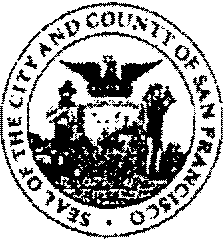 SEAL OF THE CITY AND COUNTY OF SAN FRANCISCO